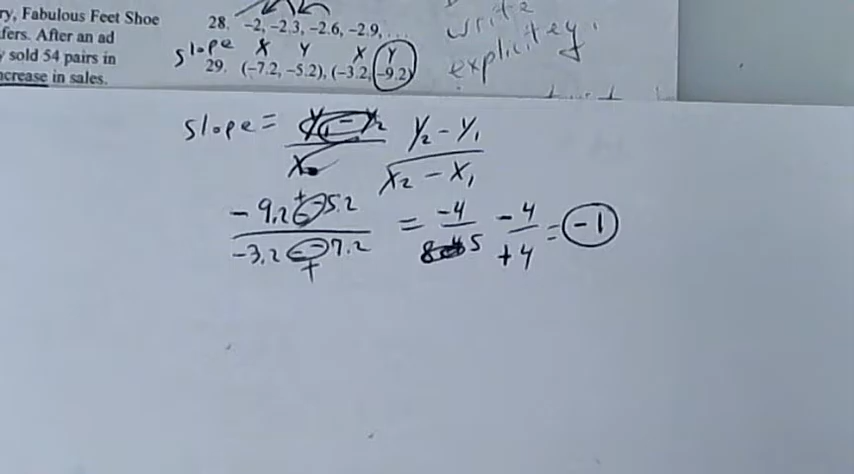 ry, Fabulous Feet Shoe
fers. After an ad
sold 54 pairs in
crease in sales.
28. -2, -2.3, -2.6, -2.9, . . .
slope X Y X Y
29. (-7.2, -5.2), (-3.2, -9.2)
write
explicitey.
slope = Y₂ - Y₁
X₂ - X₁
-9.2 - -5.2 = -4 -4 = -1
-3.2 - -7.2 +4